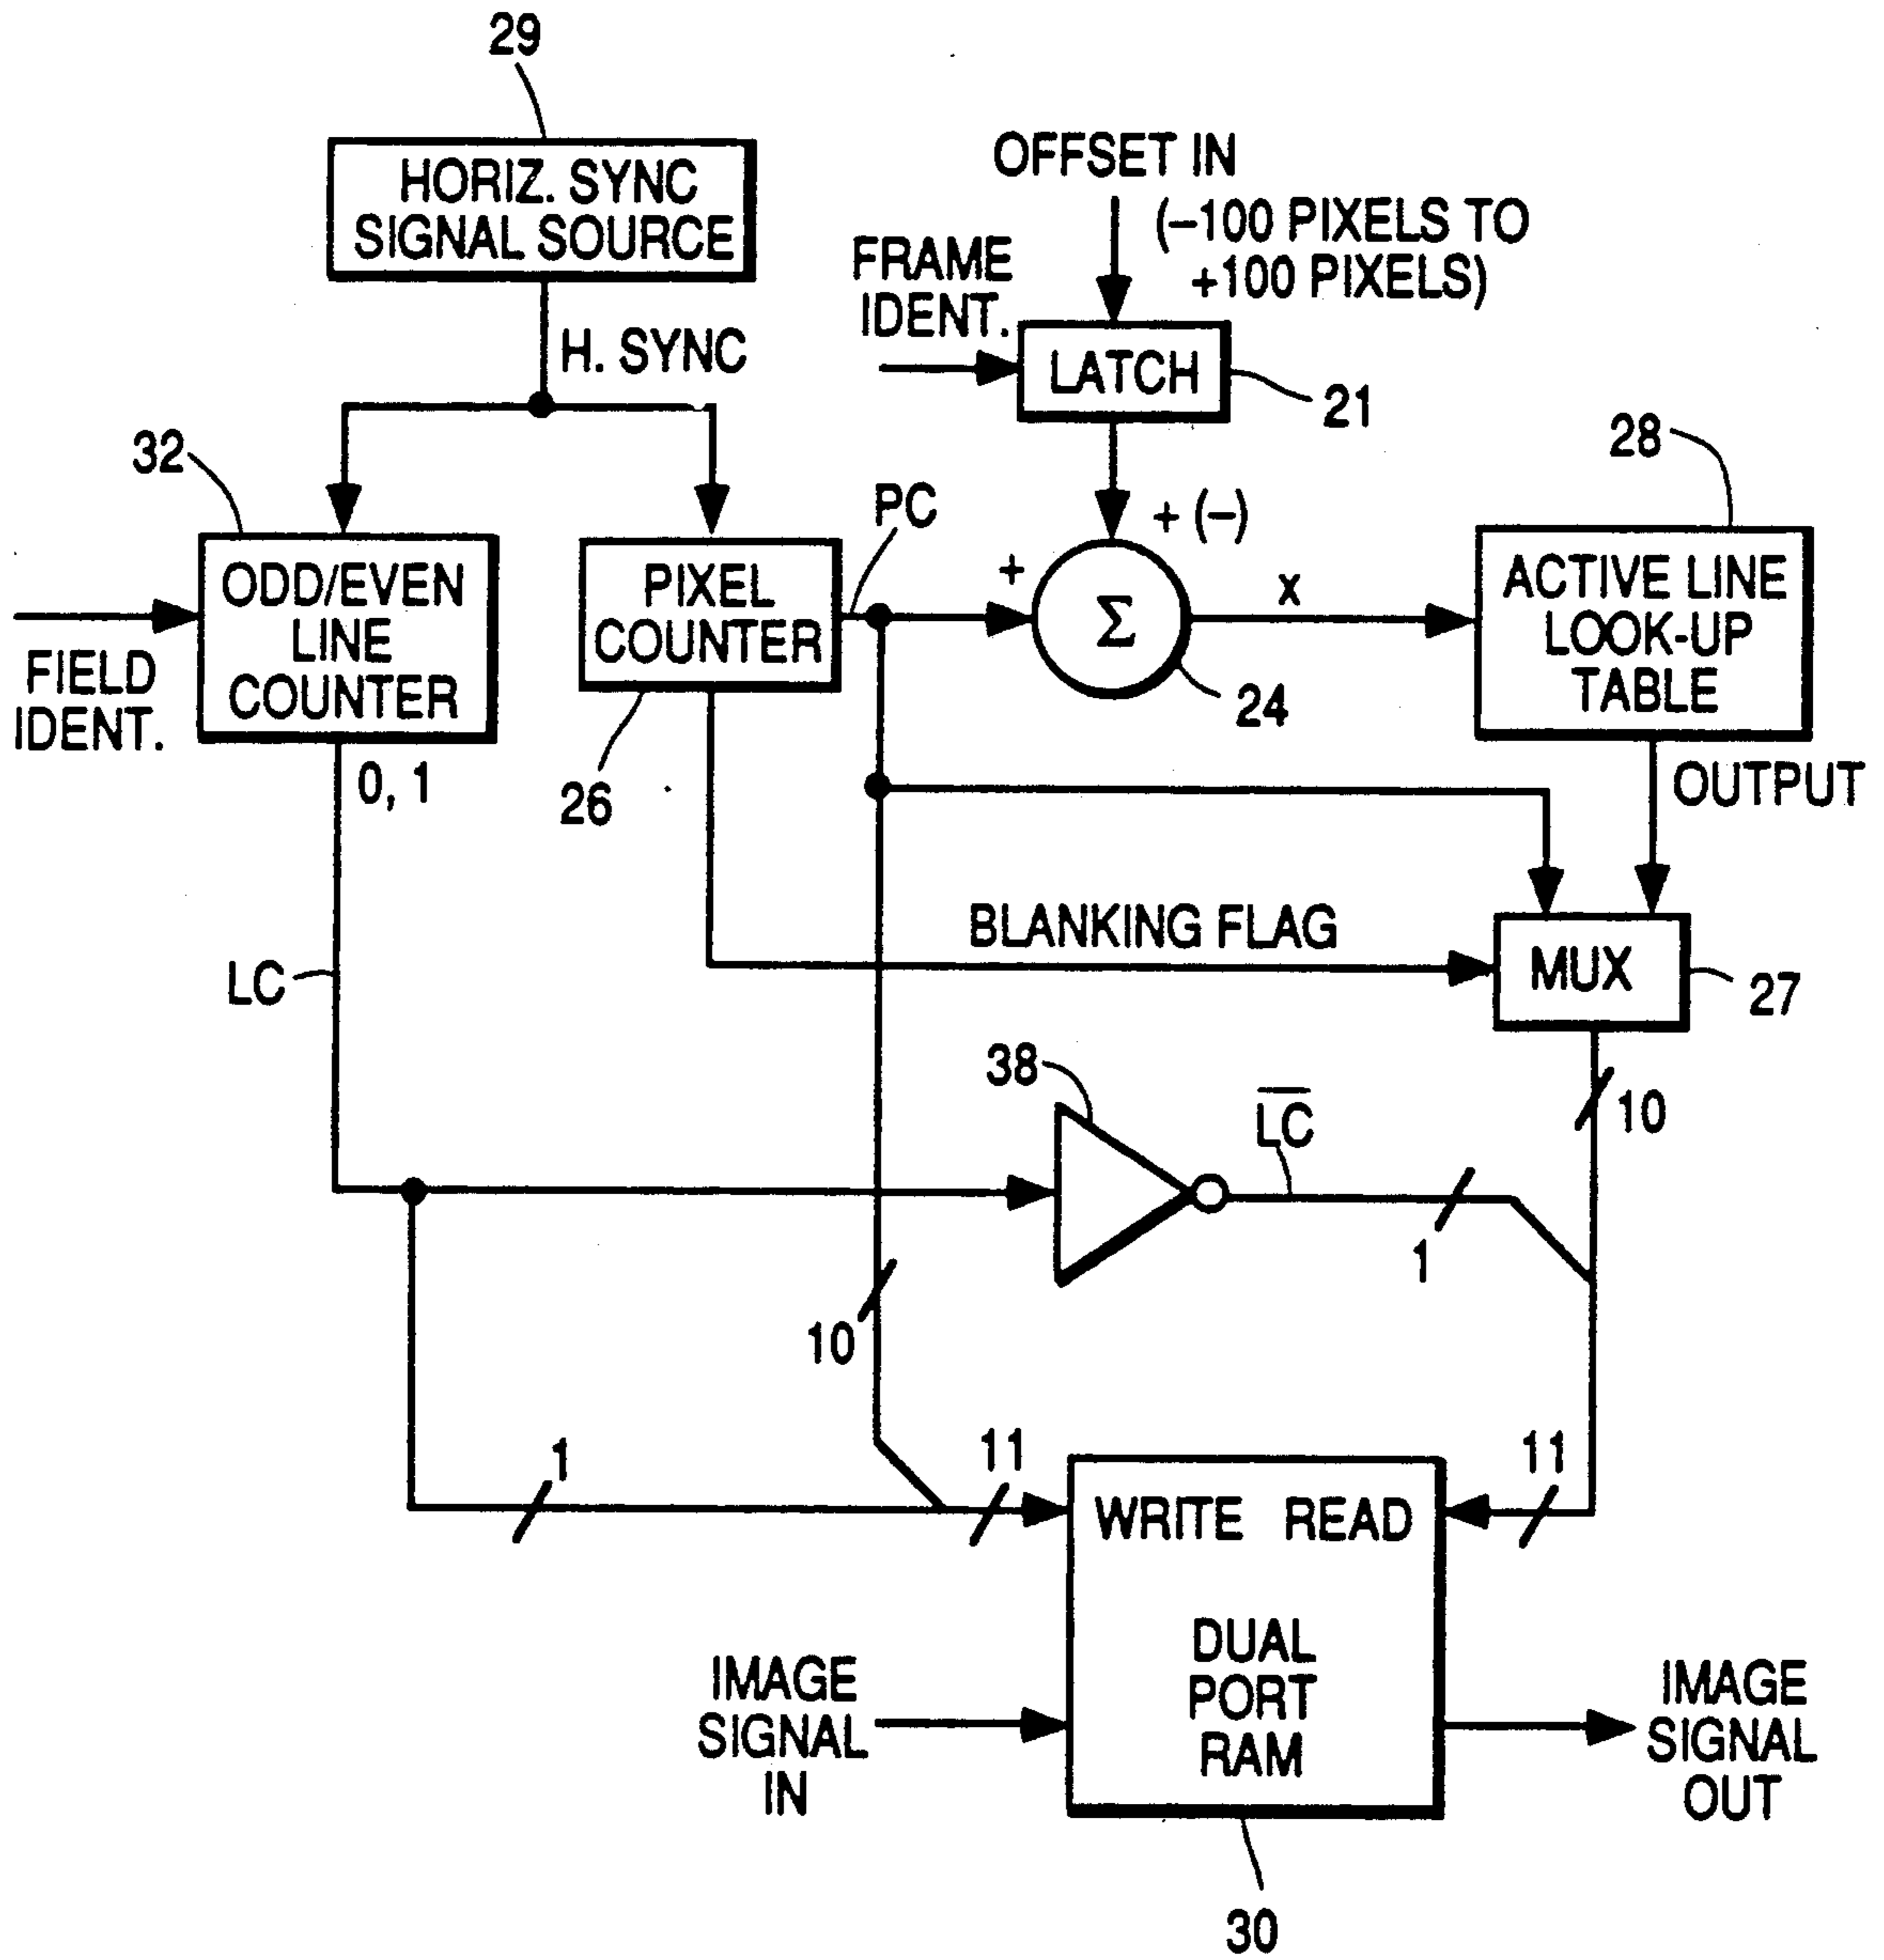 29
HORIZ. SYNC
SIGNAL SOURCE
H. SYNC
OFFSET IN
(–100 PIXELS TO
+100 PIXELS)
FRAME
IDENT.
LATCH
21
32
ODD/EVEN
LINE
COUNTER
FIELD
IDENT.
0, 1
PIXEL
COUNTER
26
PC
+
+ (–)
Σ
24
X
28
ACTIVE LINE
LOOK-UP
TABLE
OUTPUT
BLANKING FLAG
MUX
27
LC
38
L̅C̅
10
1
10
1
11
11
WRITE READ
DUAL
PORT
RAM
IMAGE
SIGNAL
IN
IMAGE
SIGNAL
OUT
30